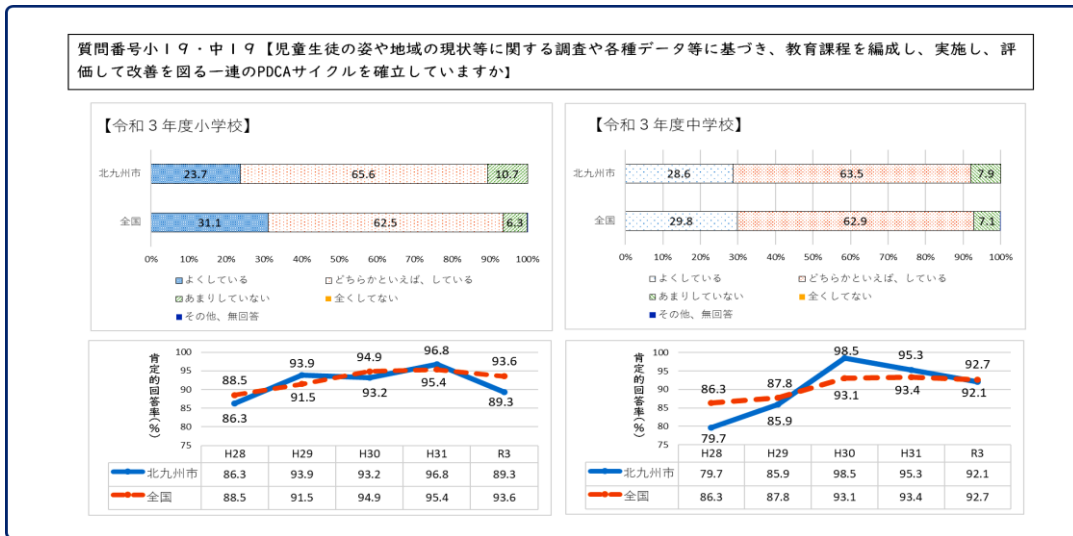 質問番号小19・中19【児童生徒の姿や地域の現状等に関する調査や各種データ等に基づき、教育課程を編成し、実施し、評
価して改善を図る一連のPDCAサイクルを確立していますか】
【令和3年度小学校】
北九州市 23.7 65.6 10.7
全国 31.1 62.5 6.3
0% 10% 20% 30% 40% 50% 60% 70% 80% 90% 100%
よくしている どちらかといえば、している
あまりしていない 全くしてない
その他、無回答
【令和3年度中学校】
北九州市 28.6 63.5 7.9
全国 29.8 62.9 7.1
0% 10% 20% 30% 40% 50% 60% 70% 80% 90% 100%
よくしている どちらかといえば、している
あまりしていない 全くしてない
その他、無回答
肯定的回答率(%)
100
95
90
85
80
75
88.5 93.9 94.9 96.8 93.6
86.3 91.5 93.2 95.4 89.3
H28 H29 H30 H31 R3
北九州市 86.3 93.9 93.2 96.8 89.3
全国 88.5 91.5 94.9 95.4 93.6
肯定的回答率(%)
100
95
90
85
80
75
86.3 87.8 98.5 95.3 92.7
79.7 85.9 93.1 93.4 92.1
H28 H29 H30 H31 R3
北九州市 79.7 85.9 98.5 95.3 92.1
全国 86.3 87.8 93.1 93.4 92.7